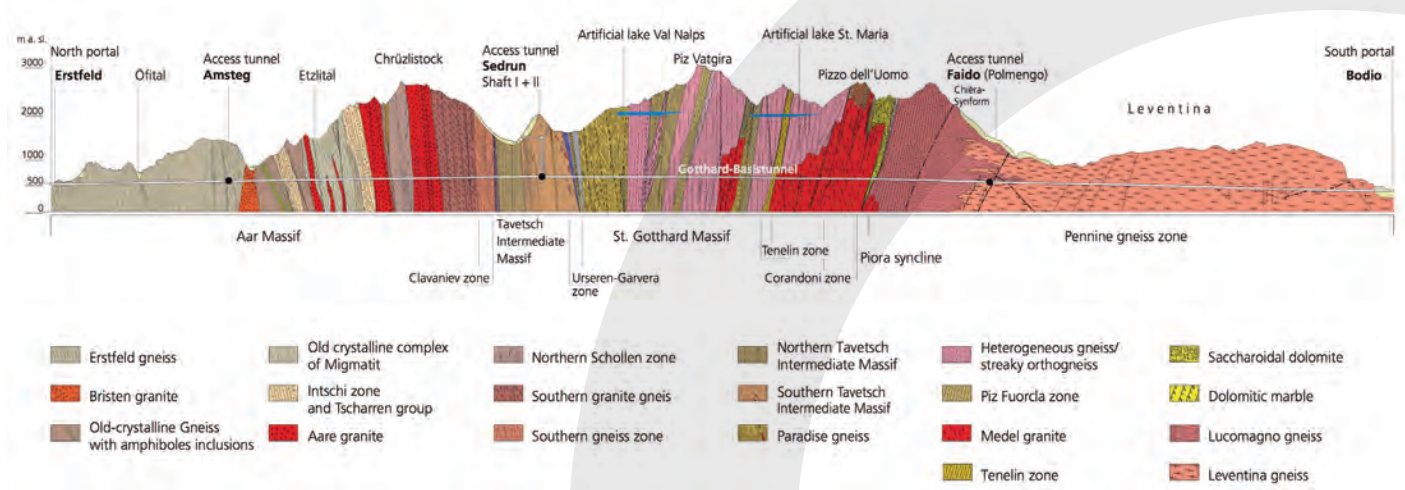 m a. sl.
3000
2000
1000
500
0
North portal
Erstfeld
Ofital
Access tunnel
Amsteg
Etzlital
Chrüzlistock
Access tunnel
Sedrun
Shaft I + II
Artificial lake Val Nalps
Piz Vatgira
Artificial lake St. Maria
Pizzo dell'Uomo
Access tunnel
Faido (Polmengo)
Chièra-
Synform
Leventina
South portal
Bodio
Gotthard-Basistunnel
Aar Massif
Clavaniev zone
Tavetsch
Intermediate
Massif
Urseren-Garvera
zone
St. Gotthard Massif
Tenelin zone
Corandoni zone
Piora syncline
Pennine gneiss zone
Erstfeld gneiss
Bristen granite
Old-crystalline Gneiss
with amphiboles inclusions
Old crystalline complex
of Migmatit
Intschi zone
and Tscharren group
Aare granite
Northern Schollen zone
Southern granite gneis
Southern gneiss zone
Northern Tavetsch
Intermediate Massif
Southern Tavetsch
Intermediate Massif
Paradise gneiss
Heterogeneous gneiss/
streaky orthogneiss
Piz Fuorcla zone
Medel granite
Tenelin zone
Saccharoidal dolomite
Dolomitic marble
Lucomagno gneiss
Leventina gneiss